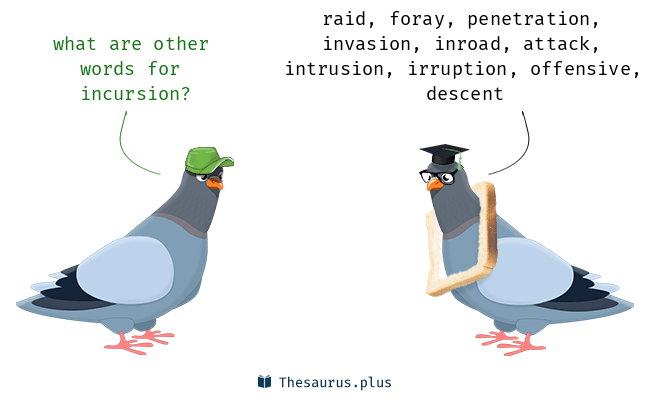 what are other
words for
incursion?
raid, foray, penetration,
invasion, inroad, attack,
intrusion, irruption, offensive,
descent
Thesaurus.plus